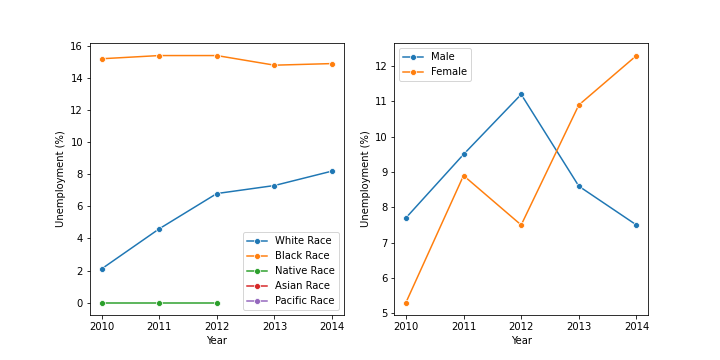 16
14
12
10
8
6
4
2
0
Unemployment (%)
2010 2011 2012 2013 2014
Year
White Race
Black Race
Native Race
Asian Race
Pacific Race
12
11
10
9
8
7
6
5
Unemployment (%)
2010 2011 2012 2013 2014
Year
Male
Female